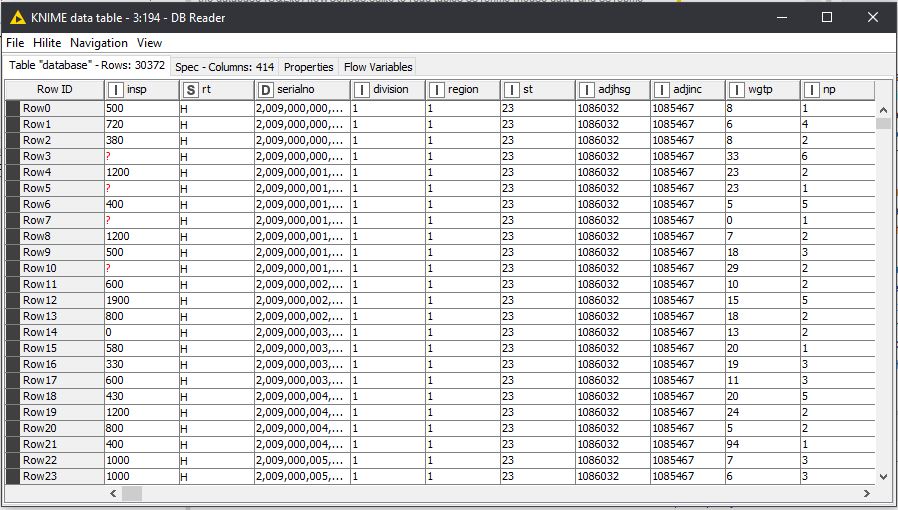 KNIME data table - 3:194 - DB Reader
File Hilite Navigation View
Table "database" - Rows: 30372 Spec - Columns: 414 Properties Flow Variables
Row ID I insp S rt D serialno I division I region I st I adjhsg I adjinc I wgtp I np
Row0 500 H 2,009,000,000,... 1 1 23 1086032 1085467 8 1
Row1 720 H 2,009,000,000,... 1 1 23 1086032 1085467 6 4
Row2 380 H 2,009,000,000,... 1 1 23 1086032 1085467 8 2
Row3 ? H 2,009,000,000,... 1 1 23 1086032 1085467 33 6
Row4 1200 H 2,009,000,001,... 1 1 23 1086032 1085467 23 2
Row5 ? H 2,009,000,001,... 1 1 23 1086032 1085467 23 1
Row6 400 H 2,009,000,001,... 1 1 23 1086032 1085467 5 5
Row7 ? H 2,009,000,001,... 1 1 23 1086032 1085467 0 1
Row8 1200 H 2,009,000,001,... 1 1 23 1086032 1085467 7 2
Row9 500 H 2,009,000,001,... 1 1 23 1086032 1085467 18 3
Row10 ? H 2,009,000,001,... 1 1 23 1086032 1085467 29 2
Row11 600 H 2,009,000,002,... 1 1 23 1086032 1085467 10 2
Row12 1900 H 2,009,000,002,... 1 1 23 1086032 1085467 15 5
Row13 800 H 2,009,000,002,... 1 1 23 1086032 1085467 18 2
Row14 0 H 2,009,000,003,... 1 1 23 1086032 1085467 13 2
Row15 580 H 2,009,000,003,... 1 1 23 1086032 1085467 20 1
Row16 330 H 2,009,000,003,... 1 1 23 1086032 1085467 19 3
Row17 600 H 2,009,000,003,... 1 1 23 1086032 1085467 11 3
Row18 430 H 2,009,000,004,... 1 1 23 1086032 1085467 20 5
Row19 1200 H 2,009,000,004,... 1 1 23 1086032 1085467 24 2
Row20 800 H 2,009,000,004,... 1 1 23 1086032 1085467 5 2
Row21 400 H 2,009,000,004,... 1 1 23 1086032 1085467 94 1
Row22 1000 H 2,009,000,005,... 1 1 23 1086032 1085467 7 3
Row23 1000 H 2,009,000,005,... 1 1 23 1086032 1085467 6 3